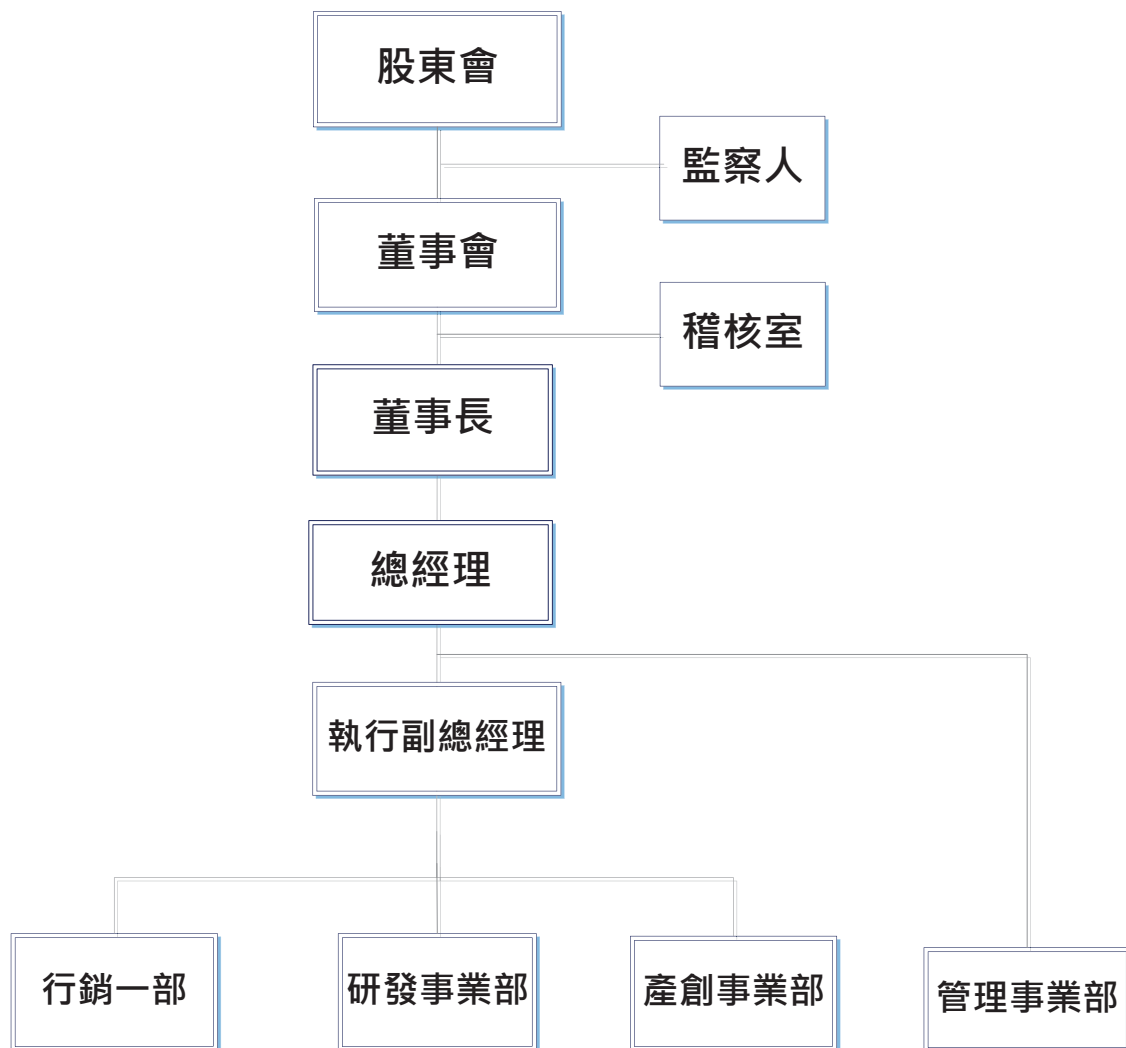 股東會
監察人
董事會
稽核室
董事長
總經理
執行副總經理
行銷一部
研發事業部
產創事業部
管理事業部